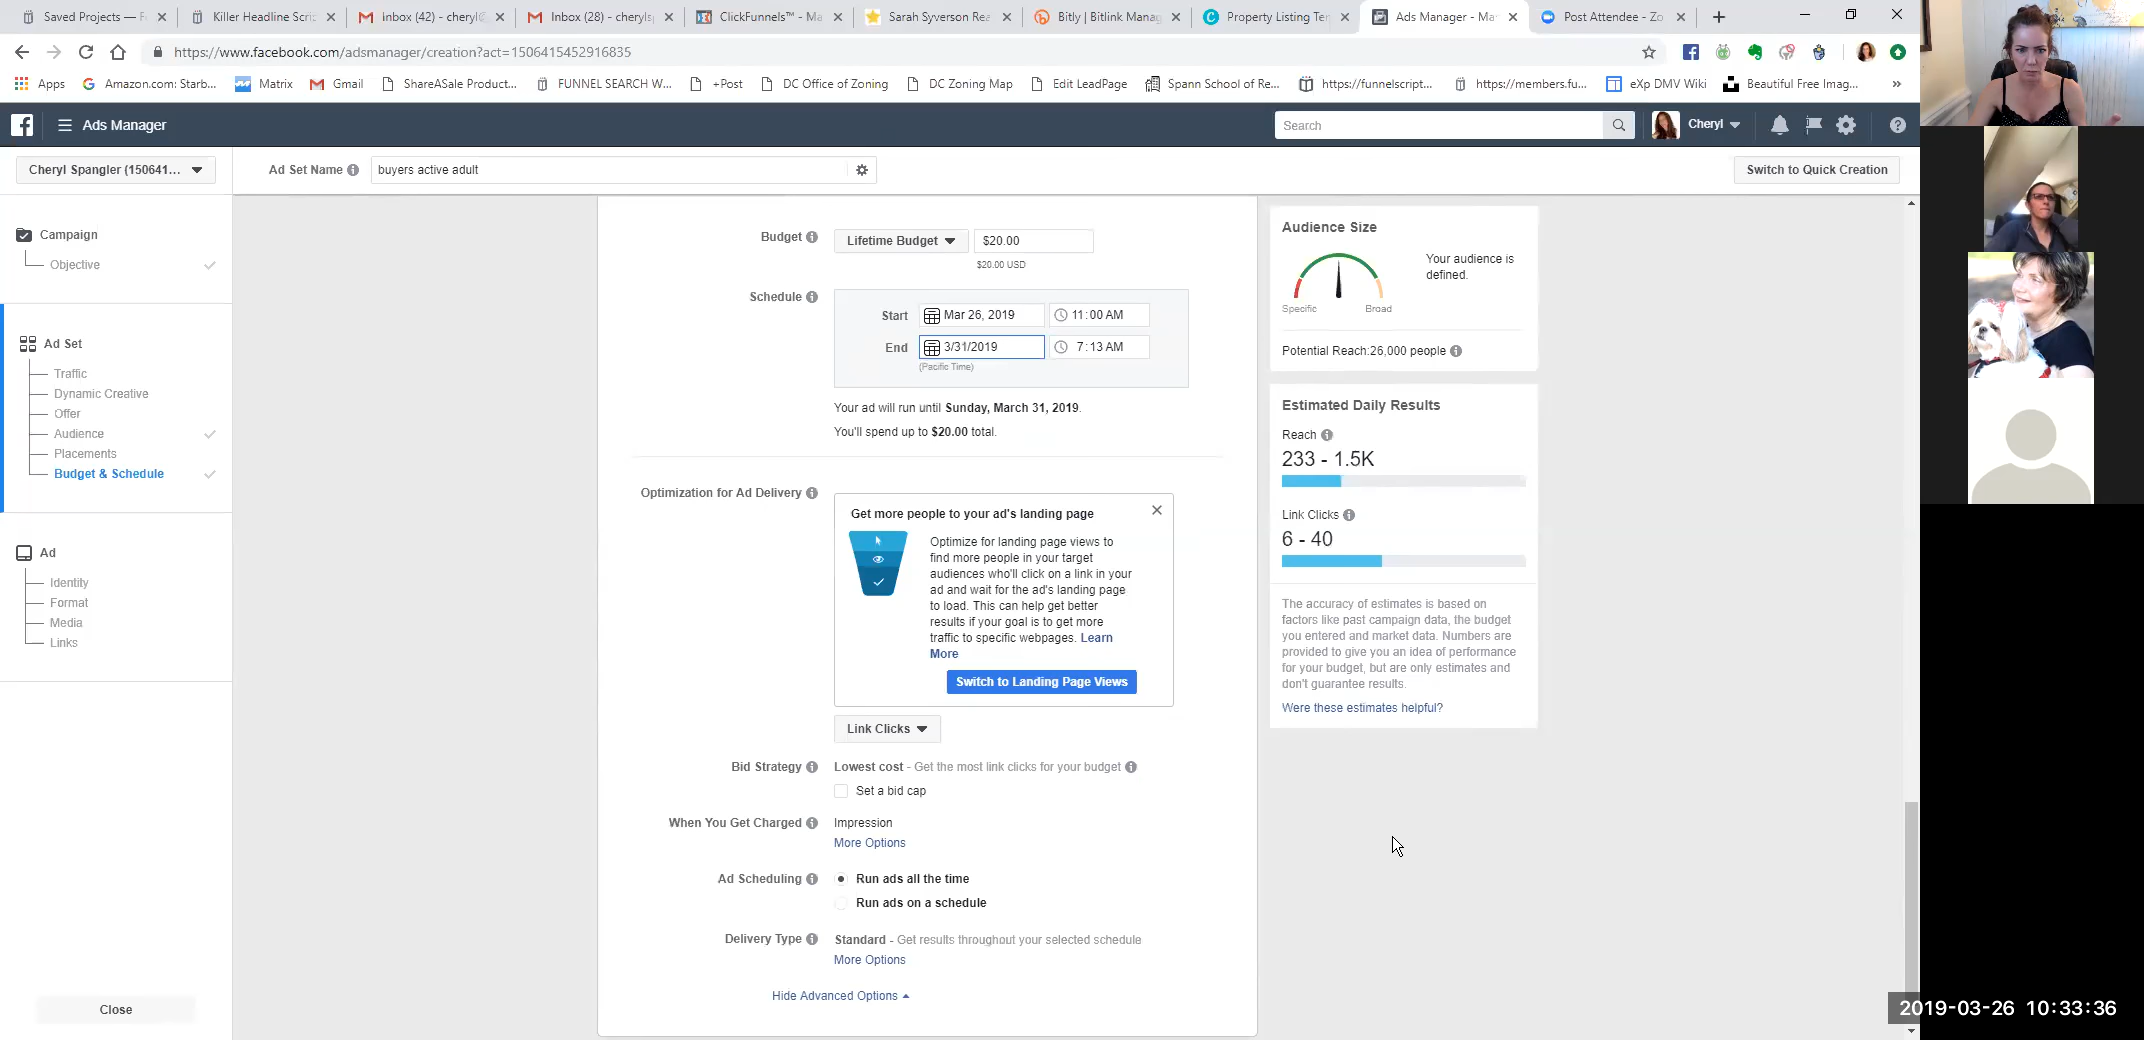 Saved Projects — F
Killer Headline Scri
Inbox (42) - cheryl@
Inbox (28) - cheryls
ClickFunnels™ - Ma
Sarah Syverson Rea
Bitly | Bitlink Manag
Property Listing Ter
Ads Manager - Ma
Post Attendee - Zo
https://www.facebook.com/adsmanager/creation?act=1506415452916835
Apps
Amazon.com: Starb...
Matrix
Gmail
ShareASale Product...
FUNNEL SEARCH W...
+Post
DC Office of Zoning
DC Zoning Map
Edit LeadPage
Spann School of Re...
https://funnelscript...
https://members.fu...
eXp DMV Wiki
Beautiful Free Imag...
Ads Manager
Search
Cheryl
Cheryl Spangler (150641...
Ad Set Name
buyers active adult
Switch to Quick Creation
Campaign
Objective
Ad Set
Traffic
Dynamic Creative
Offer
Audience
Placements
Budget & Schedule
Ad
Identity
Format
Media
Links
Close
Budget
Lifetime Budget
$20.00
$20.00 USD
Schedule
Start
Mar 26, 2019
11:00 AM
End
3/31/2019
7:13 AM
(Pacific Time)
Your ad will run until Sunday, March 31, 2019.
You'll spend up to $20.00 total.
Optimization for Ad Delivery
Get more people to your ad's landing page
Optimize for landing page views to
find more people in your target
audiences who'll click on a link in your
ad and wait for the ad's landing page
to load. This can help get better
results if your goal is to get more
traffic to specific webpages. Learn
More
Switch to Landing Page Views
Link Clicks
Bid Strategy
Lowest cost - Get the most link clicks for your budget
Set a bid cap
When You Get Charged
Impression
More Options
Ad Scheduling
Run ads all the time
Run ads on a schedule
Delivery Type
Standard - Get results throughout your selected schedule
More Options
Hide Advanced Options
Audience Size
Your audience is
defined.
Specific
Broad
Potential Reach:26,000 people
Estimated Daily Results
Reach
233 - 1.5K
Link Clicks
6 - 40
The accuracy of estimates is based on
factors like past campaign data, the budget
you entered and market data. Numbers are
provided to give you an idea of performance
for your budget, but are only estimates and
don't guarantee results.
Were these estimates helpful?
2019-03-26 10:33:36